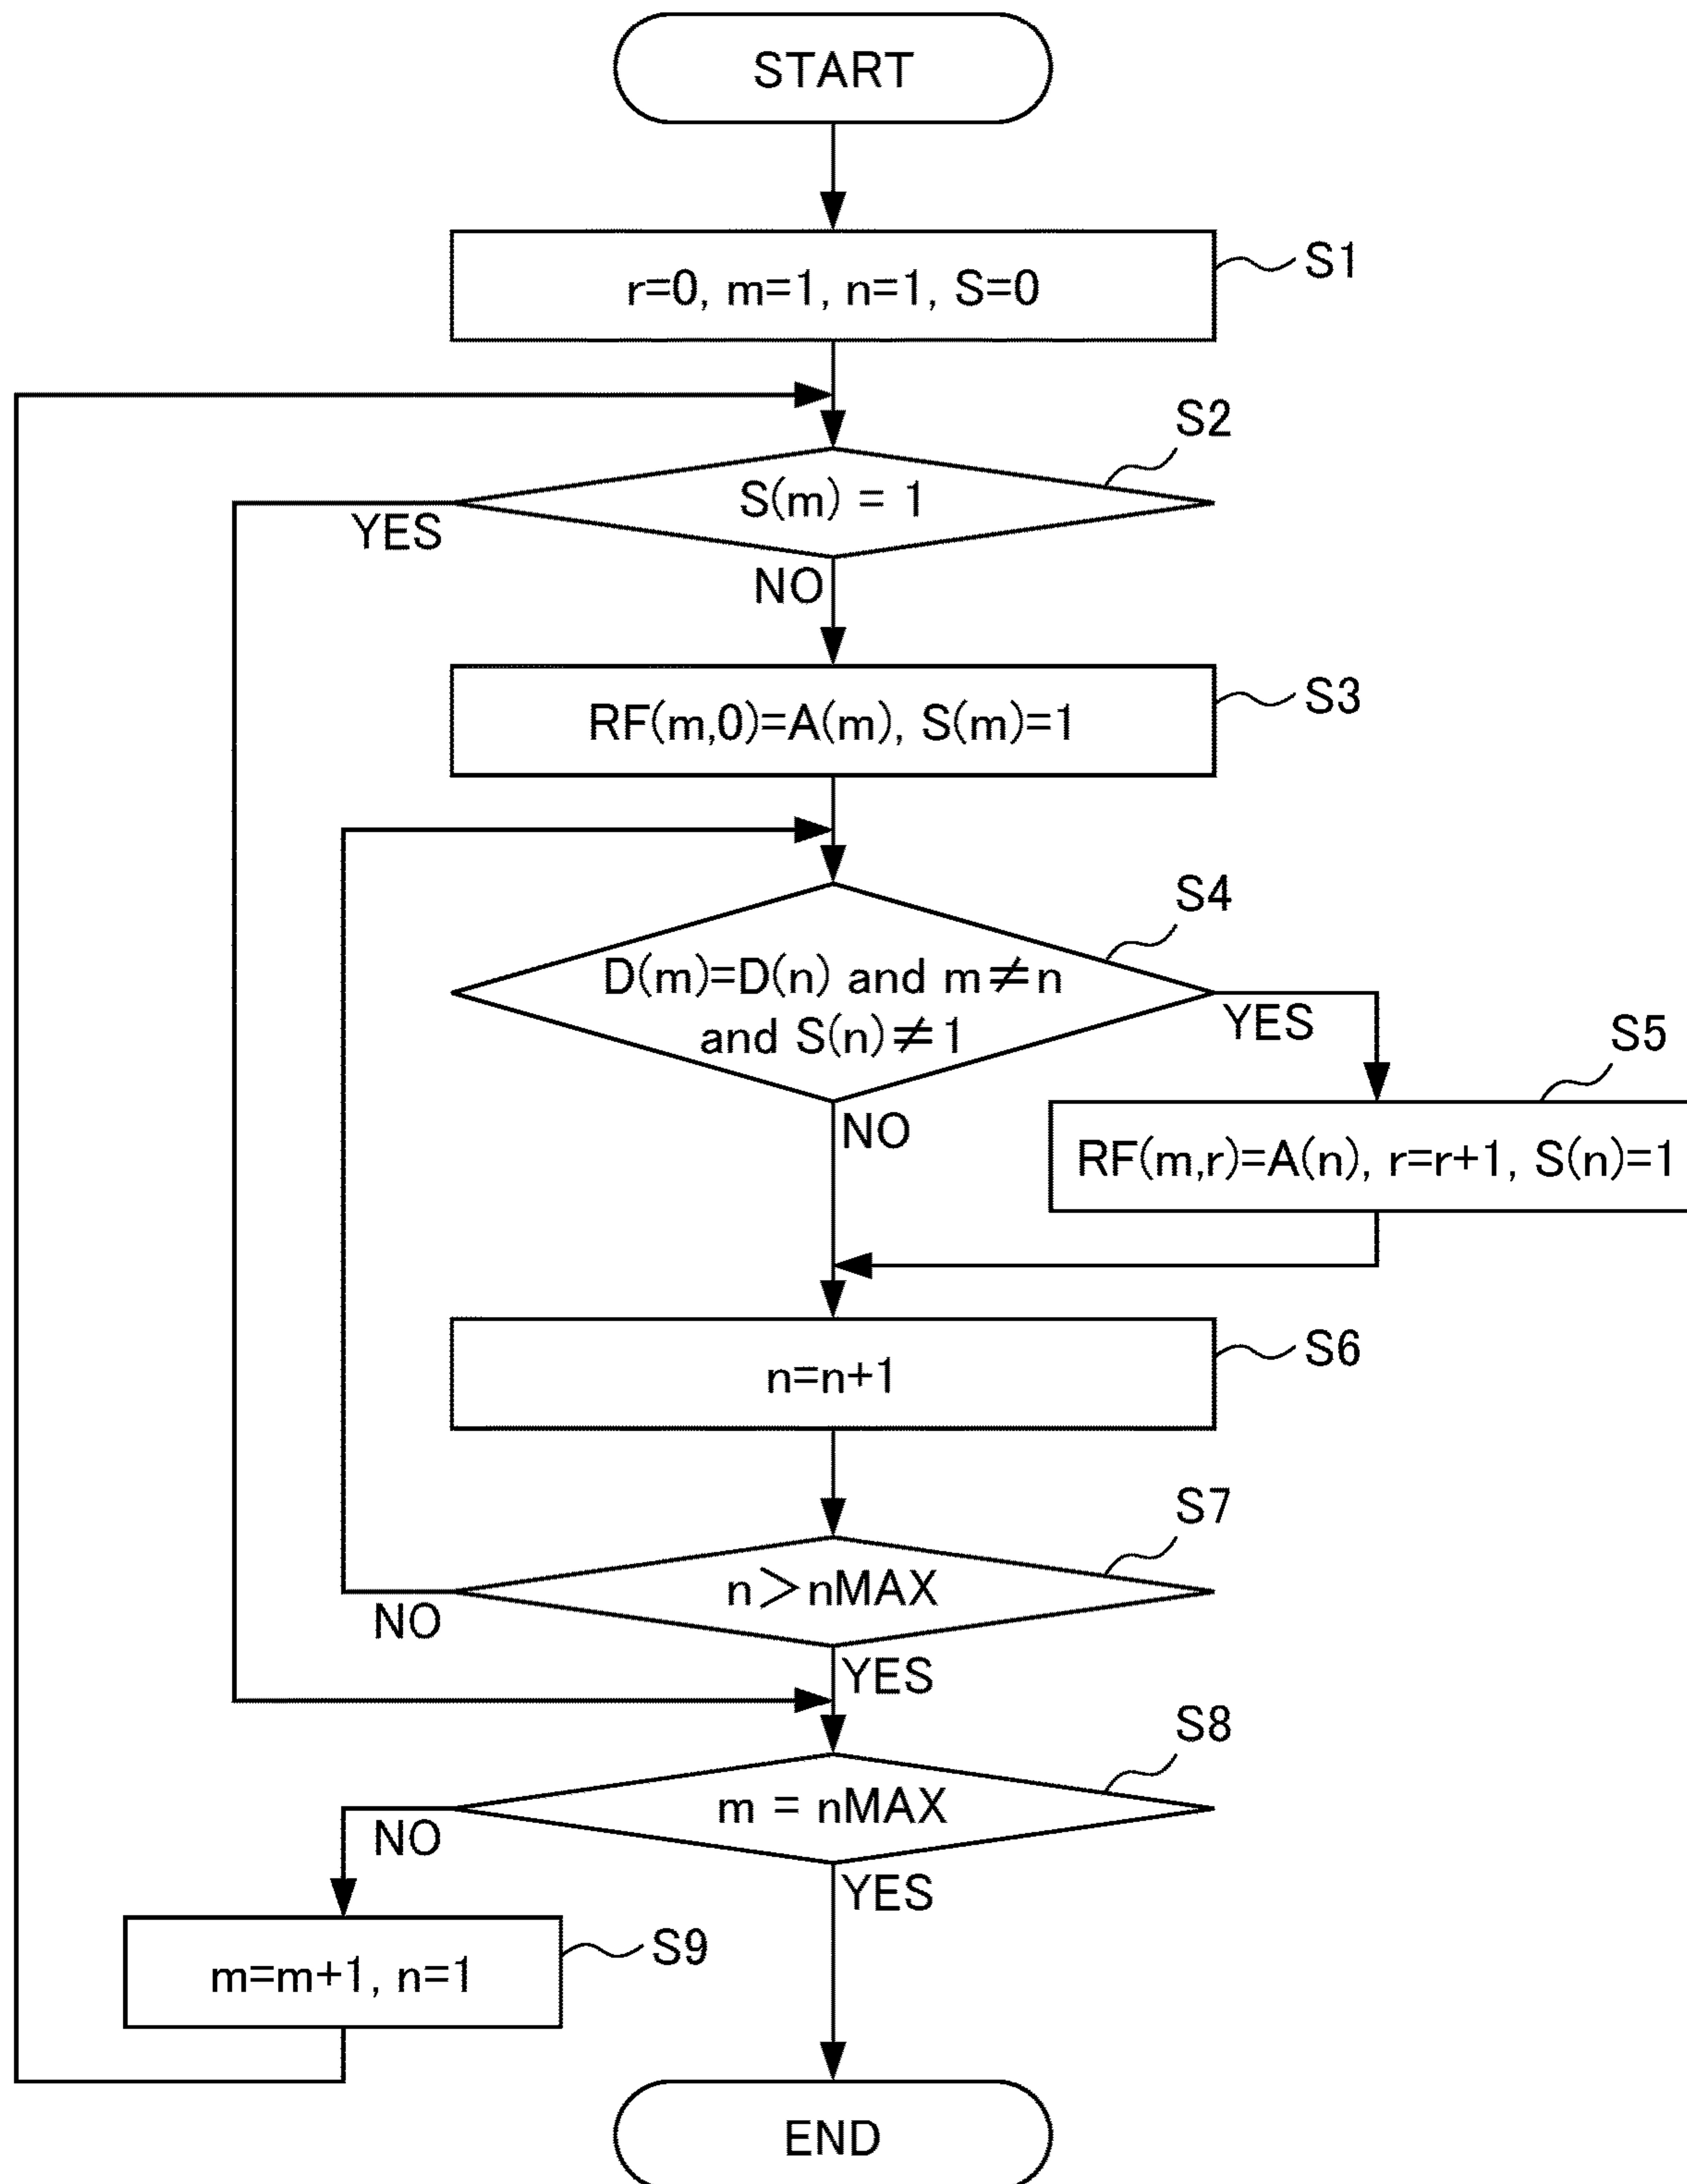 START
r=0, m=1, n=1, S=0
S1
S2
S(m) = 1
YES
NO
S3
RF(m,0)=A(m), S(m)=1
S4
D(m)=D(n) and m≠n
and S(n)≠1
YES
S5
NO
RF(m,r)=A(n), r=r+1, S(n)=1
S6
n=n+1
S7
n>nMAX
NO
YES
S8
m = nMAX
NO
YES
S9
m=m+1, n=1
END